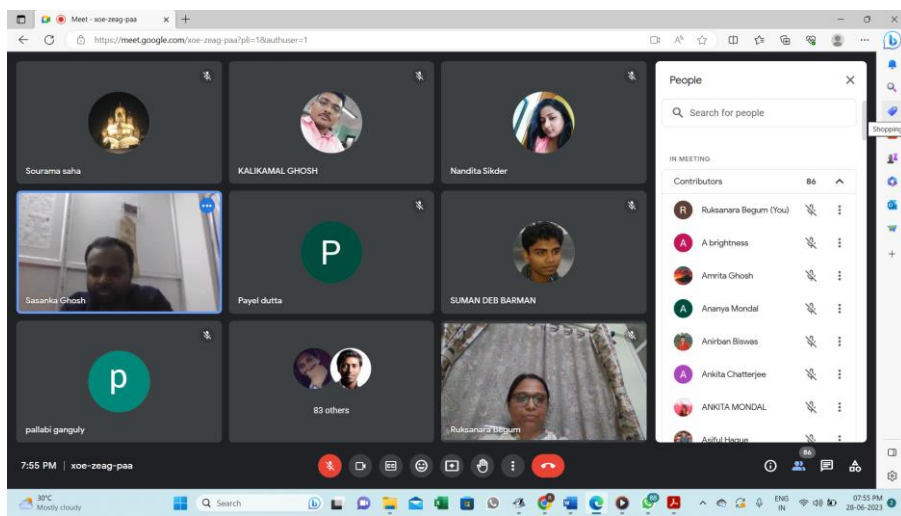 Meet - xoe-zeag-paa
https://meet.google.com/xoe-zeag-paa?pli=1&authuser=1
Sourama saha
KALIKAMAL GHOSH
Nandita Sikder
Sasanka Ghosh
P
Payel dutta
SUMAN DEB BARMAN
p
pallabi ganguly
83 others
Ruksanara Begum
People
Search for people
Shopping
IN MEETING
Contributors 86
R Ruksanara Begum (You)
A A brightness
Amrita Ghosh
A Ananya Mondal
Anirban Biswas
A Ankita Chatterjee
ANKITA MONDAL
Asiful Haque
7:55 PM | xoe-zeag-paa
86
30°C
Mostly cloudy
Search
ENG
IN
07:55 PM
28-06-2023